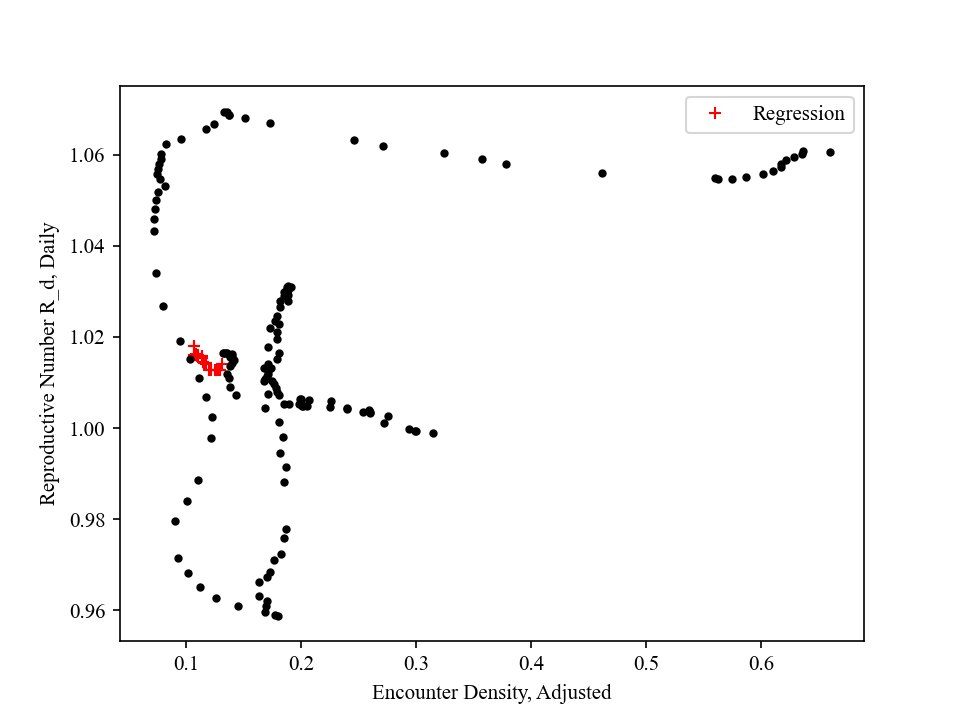 Regression
1.06
1.04
1.02
1.00
0.98
0.96
Reproductive Number R_d, Daily
0.1 0.2 0.3 0.4 0.5 0.6
Encounter Density, Adjusted